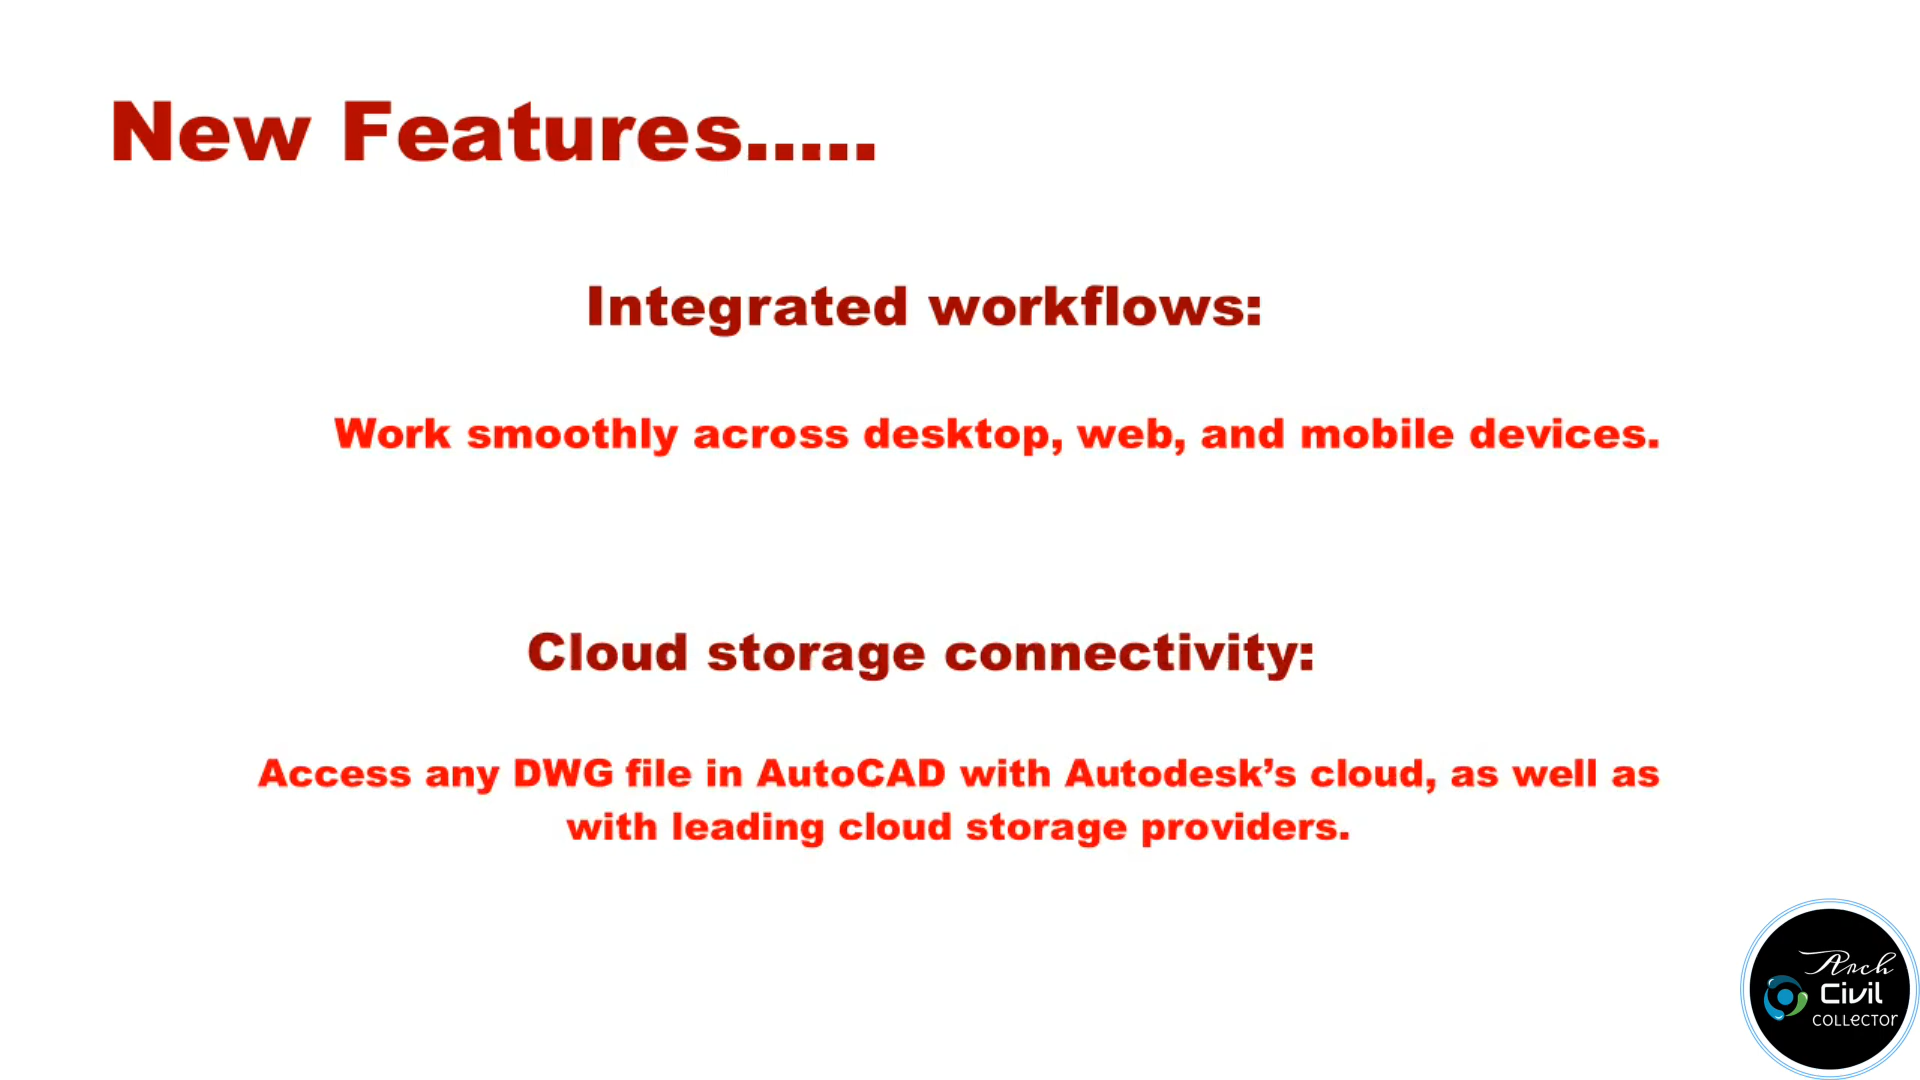 New Features.....
Integrated workflows:
Work smoothly across desktop, web, and mobile devices.
Cloud storage connectivity:
Access any DWG file in AutoCAD with Autodesk’s cloud, as well as
with leading cloud storage providers.
Arch
Civil
COLLECTOR